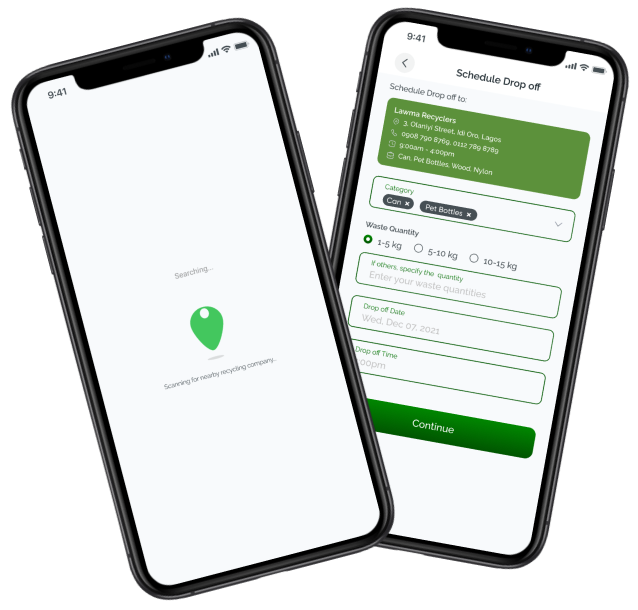 9:41
Searching...
Scanning for nearby recycling company..
9:41
Schedule Drop off
Schedule Drop off to:
Lawma Recyclers
3, Olaniyi Street, Idi Oro, Lagos
0908 790 8769, 0112 789 8789
9:00am - 4:00pm
Can, Pet Bottles, Wood, Nylon
Category
Can ×
Pet Bottles ×
Waste Quantity
1-5 kg
5-10 kg
10-15 kg
If others, specify the quantity
Enter your waste quantities
Drop off Date
Wed, Dec 07, 2021
Drop off Time
:00pm
Continue